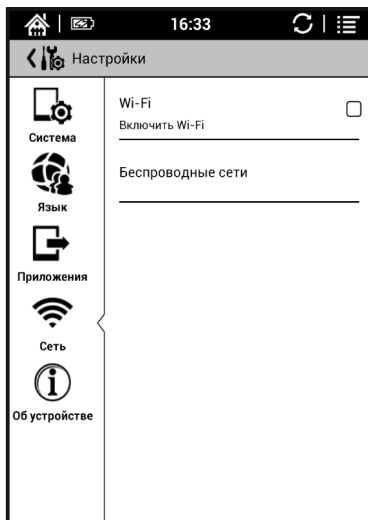 16:33
Настройки
Система
Язык
Приложения
Сеть
Об устройстве
Wi-Fi
Включить Wi-Fi
Беспроводные сети